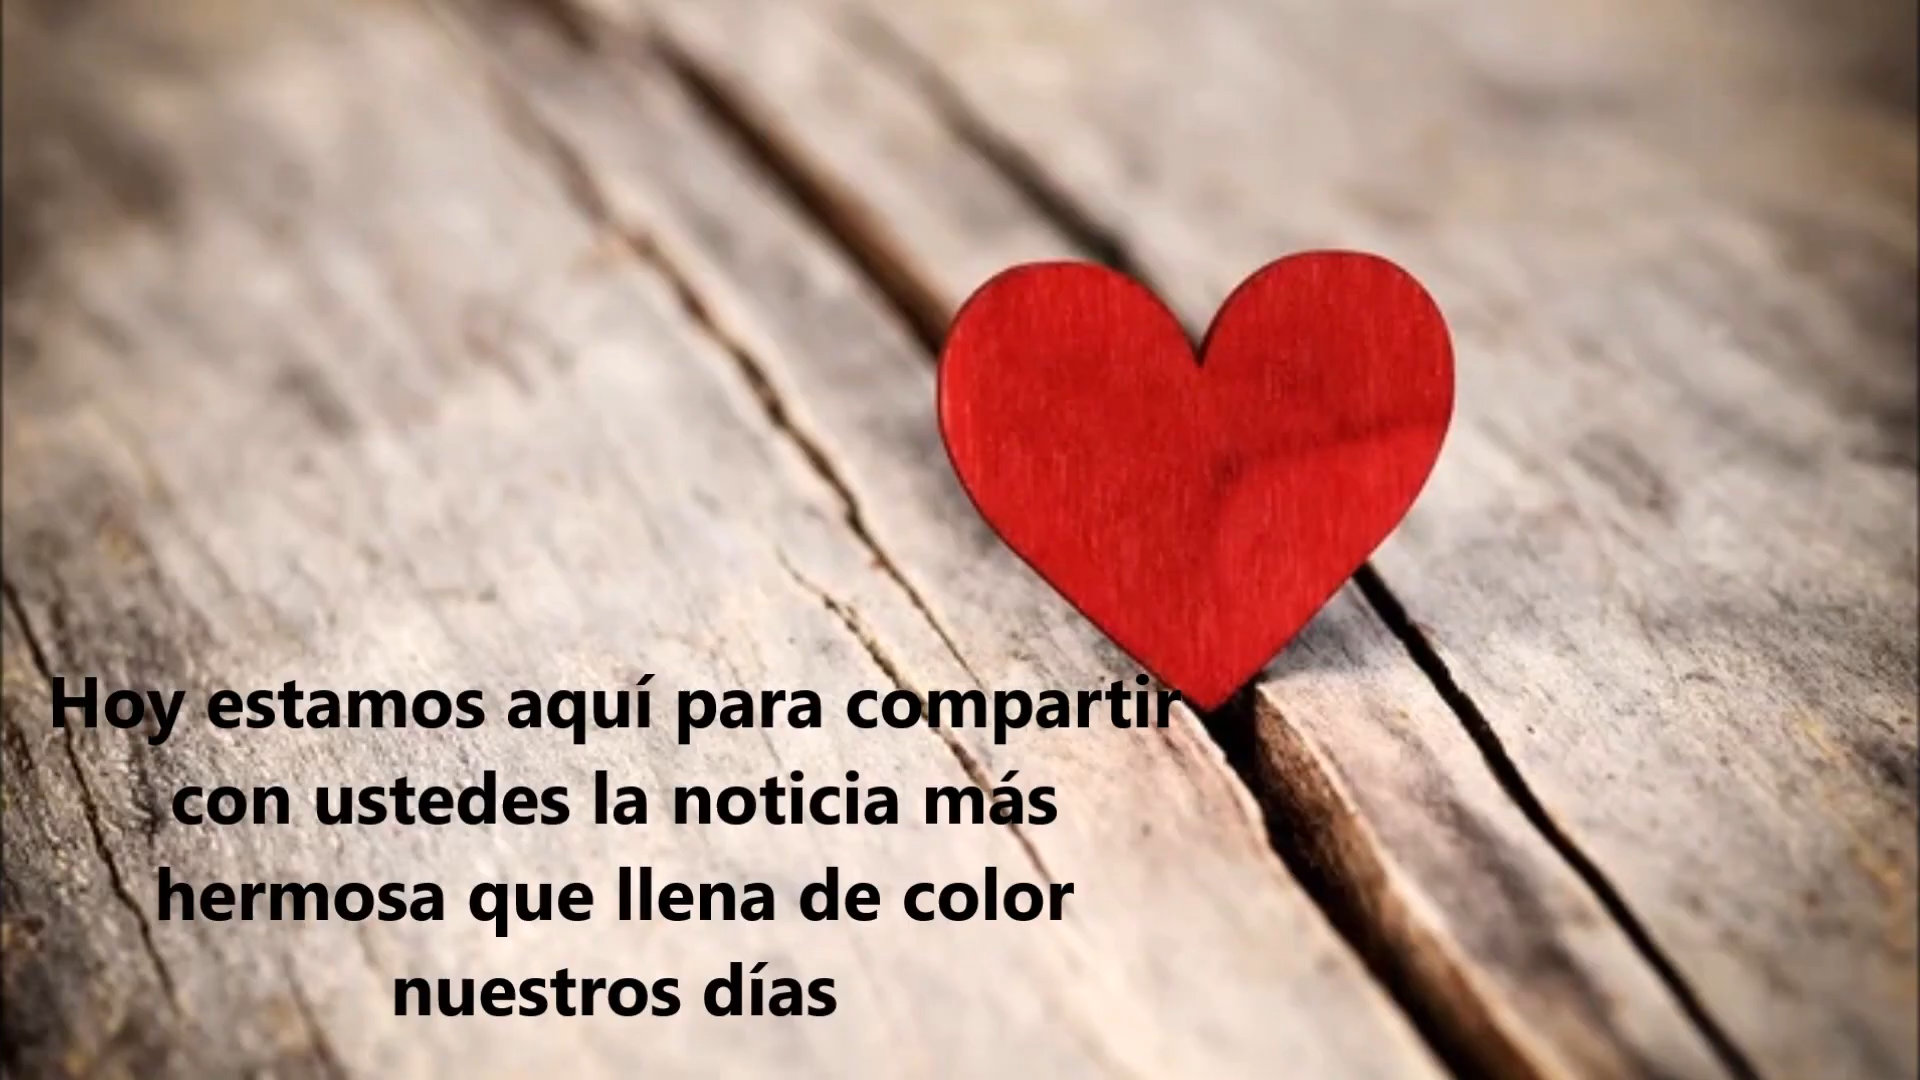 Hoy estamos aquí para compartir
con ustedes la noticia más
hermosa que llena de color
nuestros días